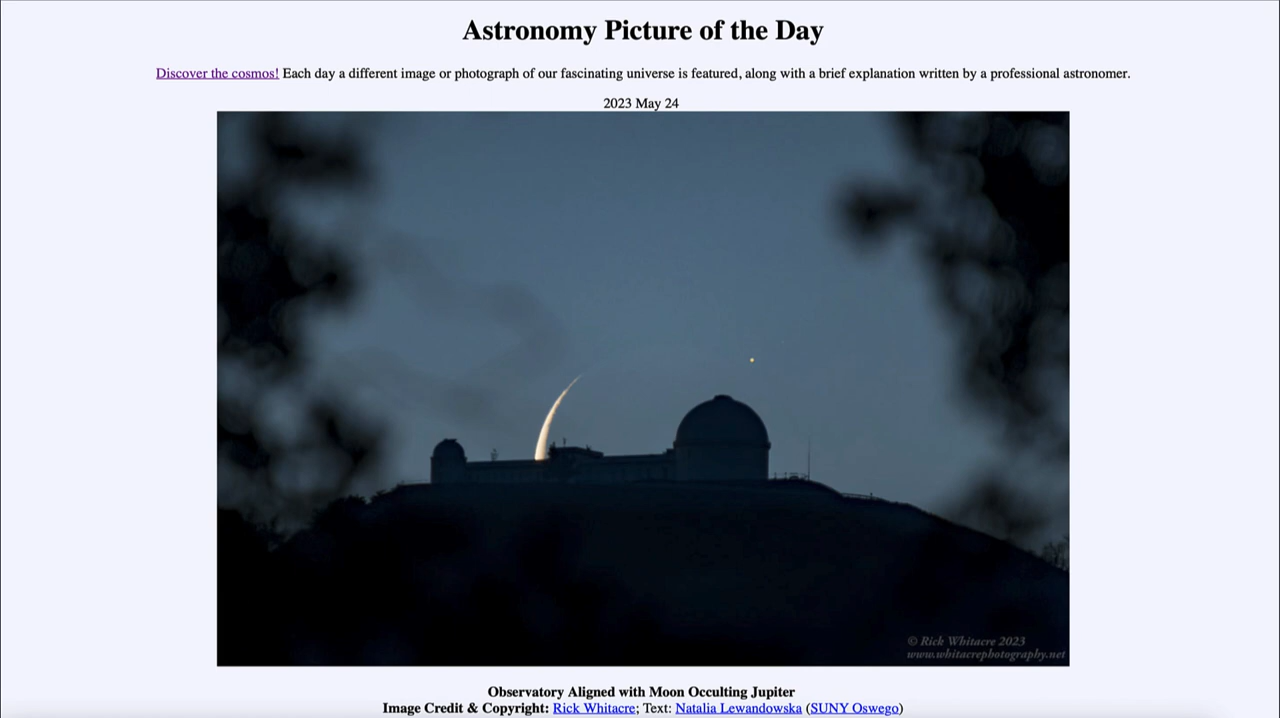 Astronomy Picture of the Day
Discover the cosmos! Each day a different image or photograph of our fascinating universe is featured, along with a brief explanation written by a professional astronomer.
2023 May 24
© Rick Whitacre 2023
www.whitacrephotography.net
Observatory Aligned with Moon Occulting Jupiter
Image Credit & Copyright: Rick Whitacre; Text: Natalia Lewandowska (SUNY Oswego)